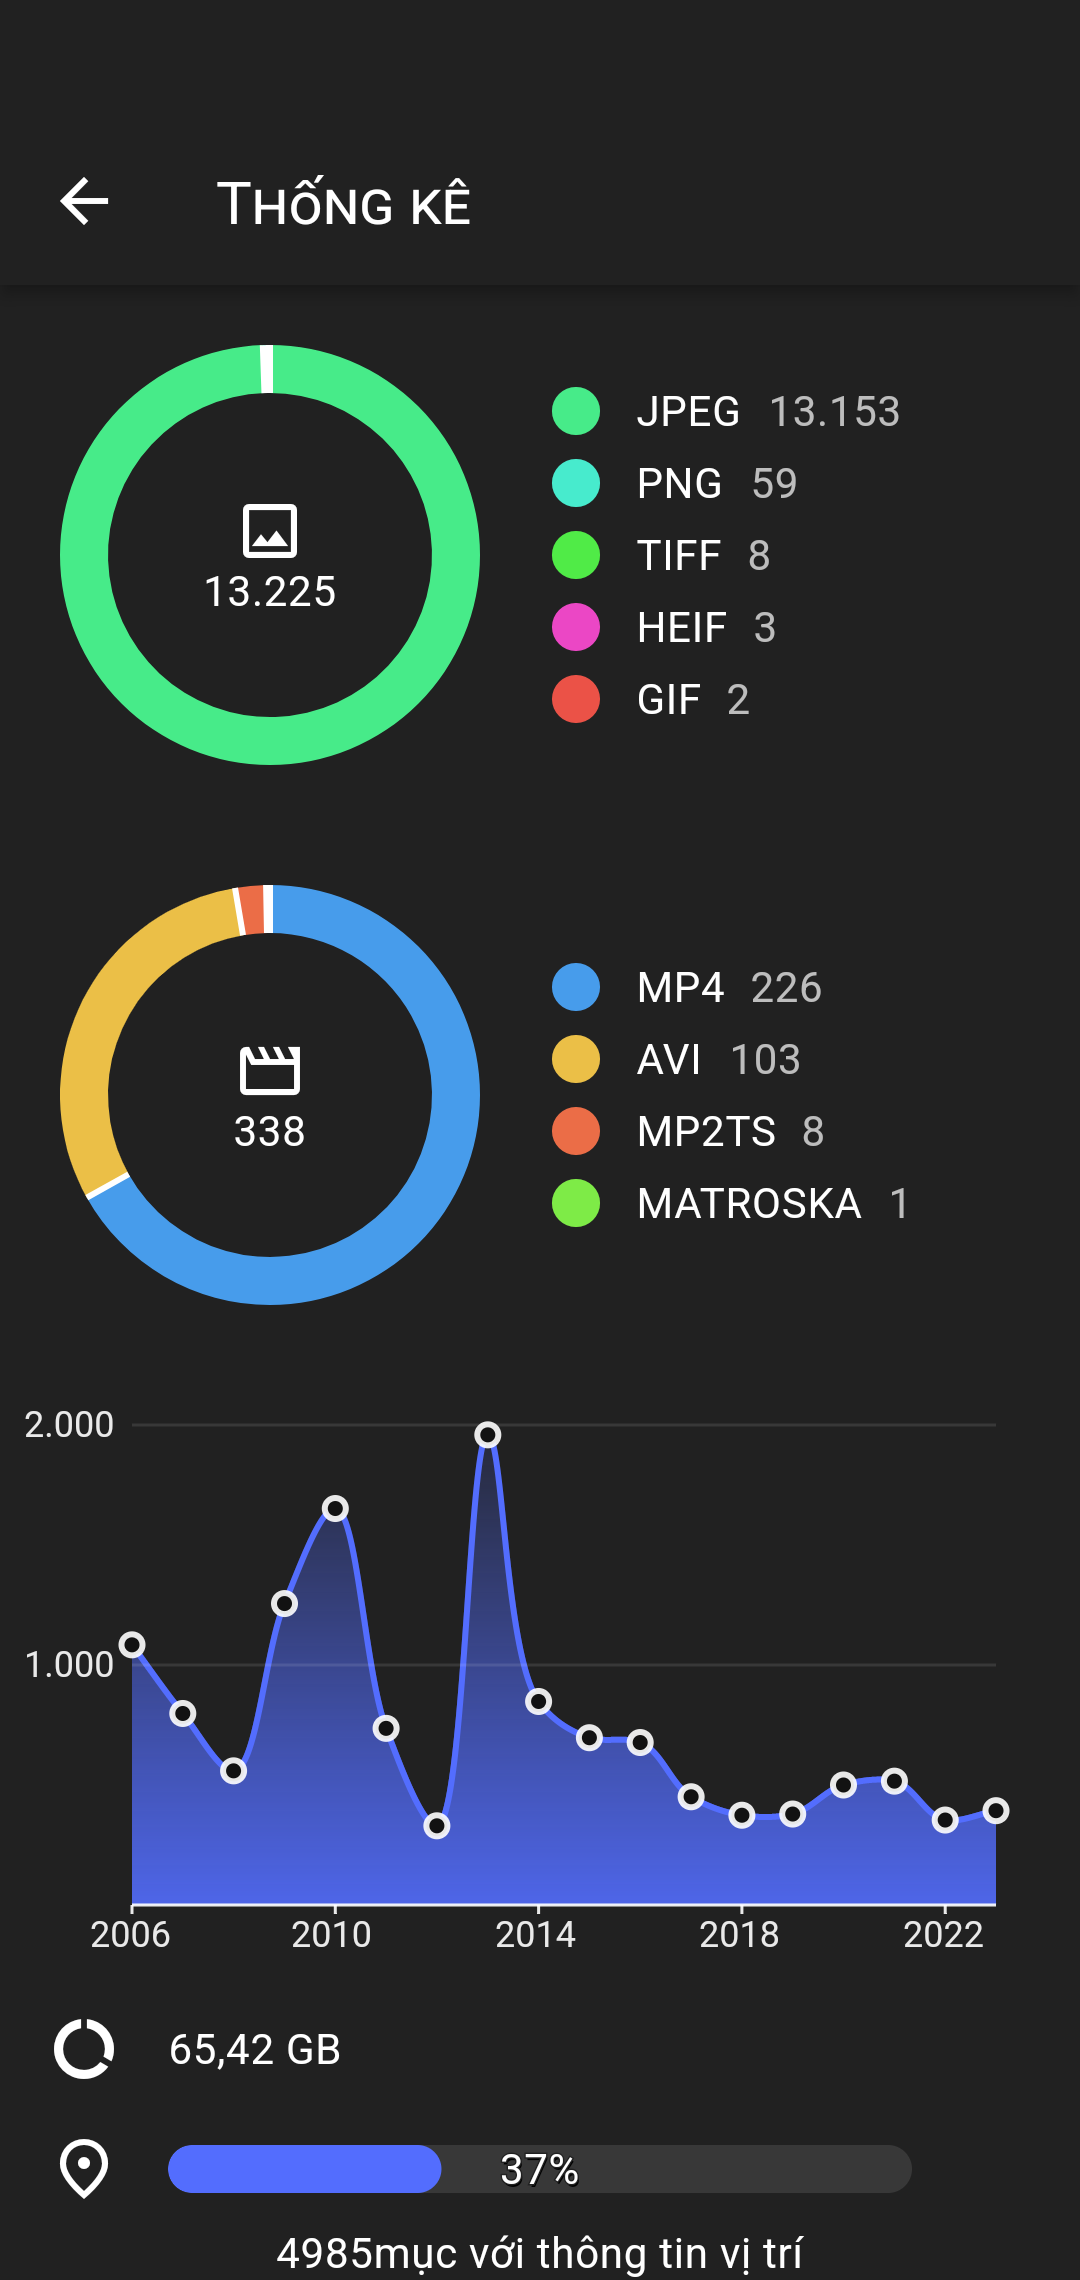 Thống kê
13.225
JPEG 13.153
PNG 59
TIFF 8
HEIF 3
GIF 2
338
MP4 226
AVI 103
MP2TS 8
MATROSKA 1
2.000
1.000
2006 2010 2014 2018 2022
65,42 GB
37%
4985mục với thông tin vị trí